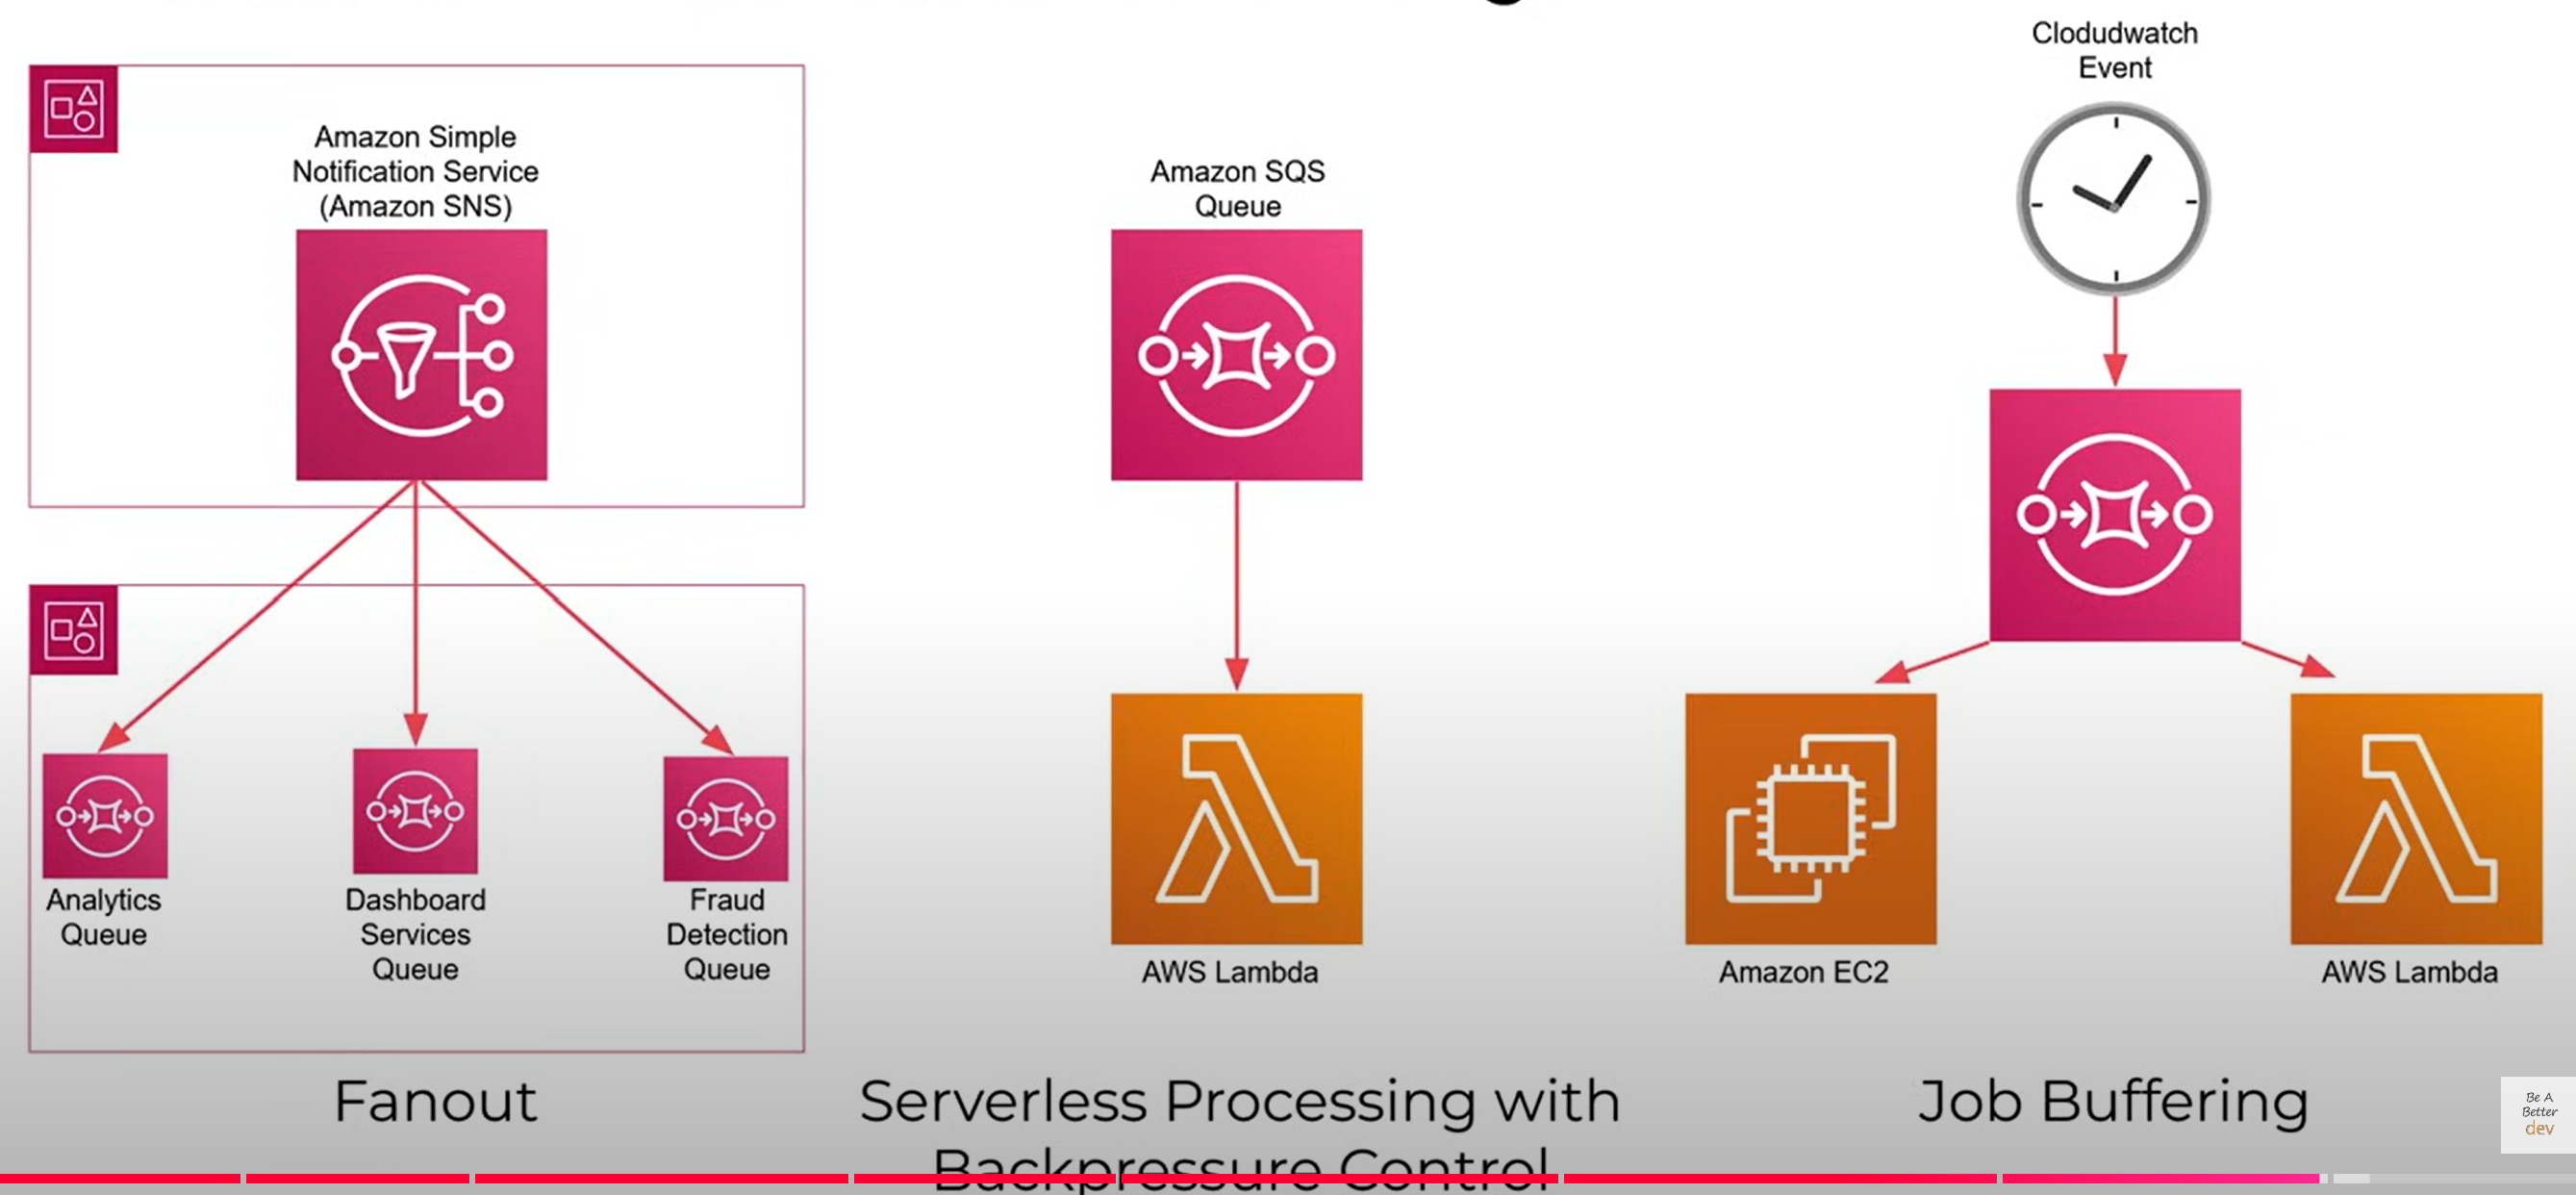 Amazon Simple
Notification Service
(Amazon SNS)
Analytics
Queue
Dashboard
Services
Queue
Fraud
Detection
Queue
Fanout
Amazon SQS
Queue
AWS Lambda
Serverless Processing with
Backpressure Control
Clodudwatch
Event
Amazon EC2
AWS Lambda
Job Buffering
Be A
Better
dev